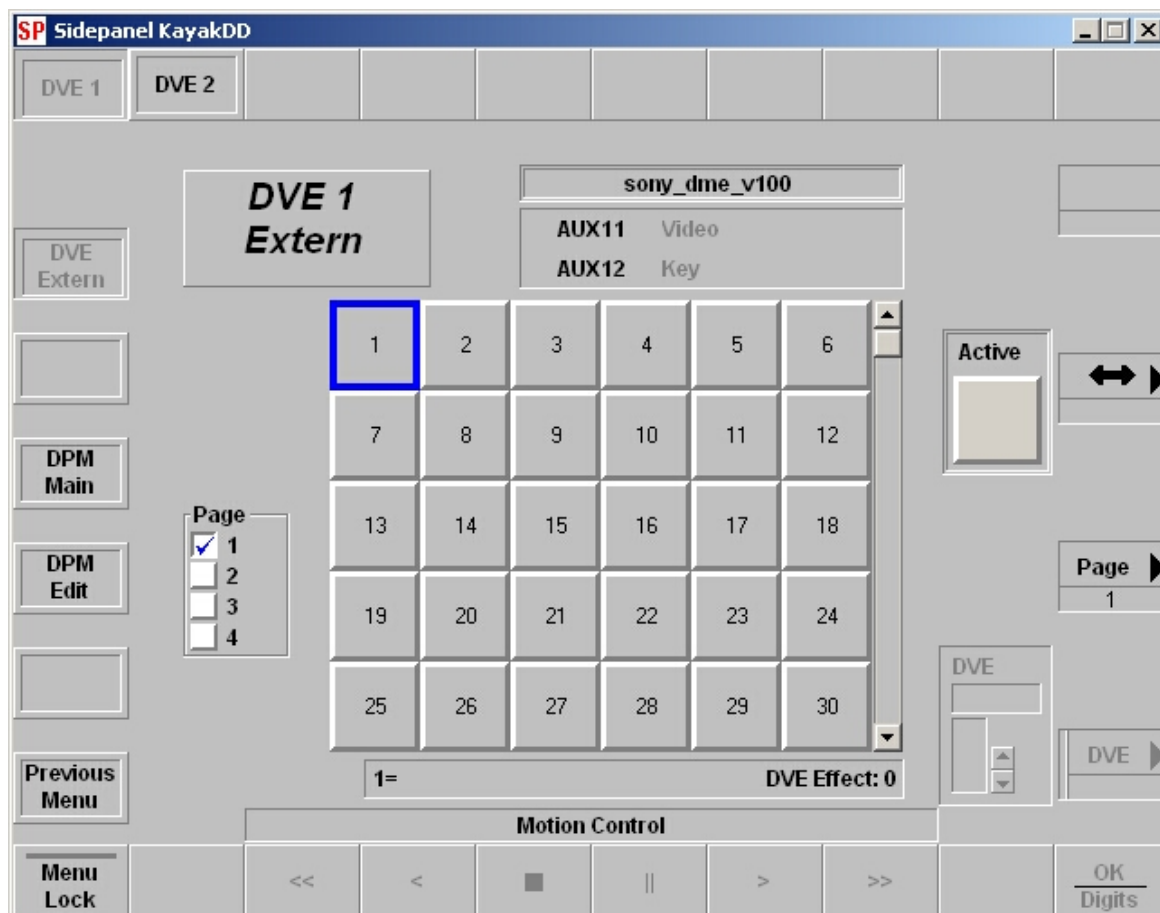 SP Sidepanel KayakDD
DVE 1 DVE 2
DVE 1
Extern
sony_dme_v100
AUX11 Video
AUX12 Key
DVE
Extern
1 2 3 4 5 6
Active
7 8 9 10 11 12
DPM
Main
Page
1
2
3
4
13 14 15 16 17 18
DPM
Edit
Page
1
19 20 21 22 23 24
25 26 27 28 29 30
DVE
DVE
Previous
Menu
1= DVE Effect: 0
Motion Control
Menu
Lock
<< < ■ || > >>
OK
Digits